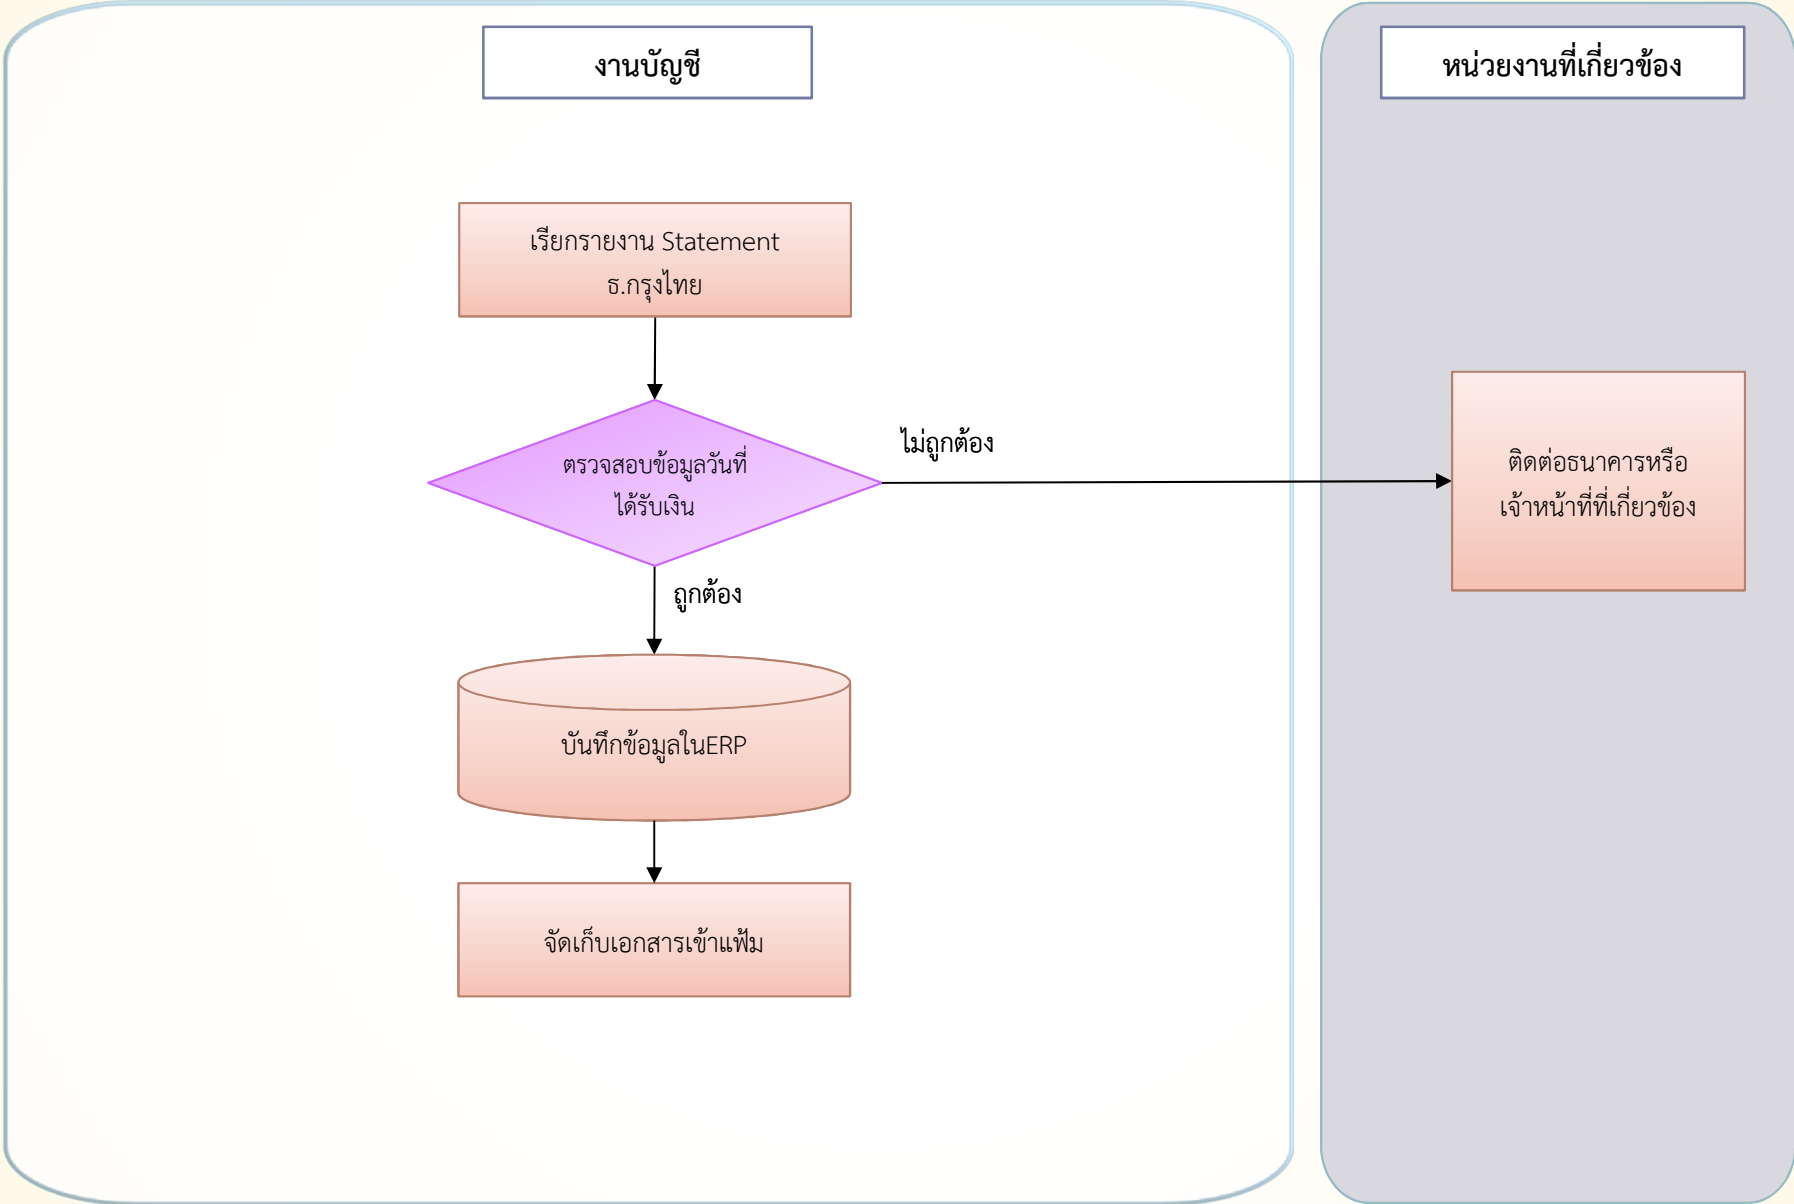 งานบัญชี
หน่วยงานที่เกี่ยวข้อง
เรียกรายงาน Statement
ธ.กรุงไทย
ตรวจสอบข้อมูลวันที่
ได้รับเงิน
ไม่ถูกต้อง
ติดต่อธนาคารหรือ
เจ้าหน้าที่ที่เกี่ยวข้อง
ถูกต้อง
บันทึกข้อมูลในERP
จัดเก็บเอกสารเข้าแฟ้ม